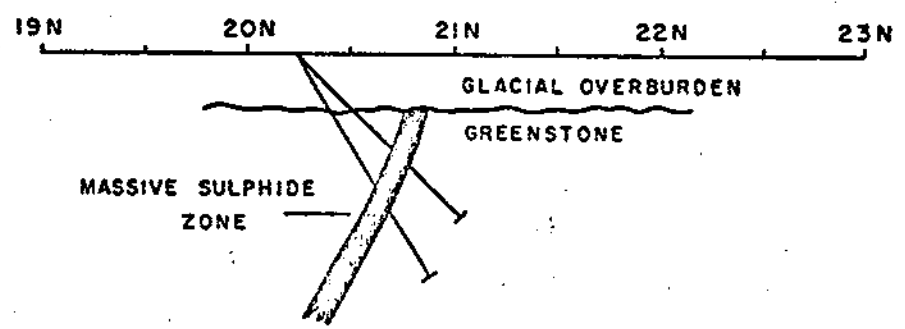 19N 20N 21N 22N 23N
GLACIAL OVERBURDEN
GREENSTONE
MASSIVE SULPHIDE
ZONE